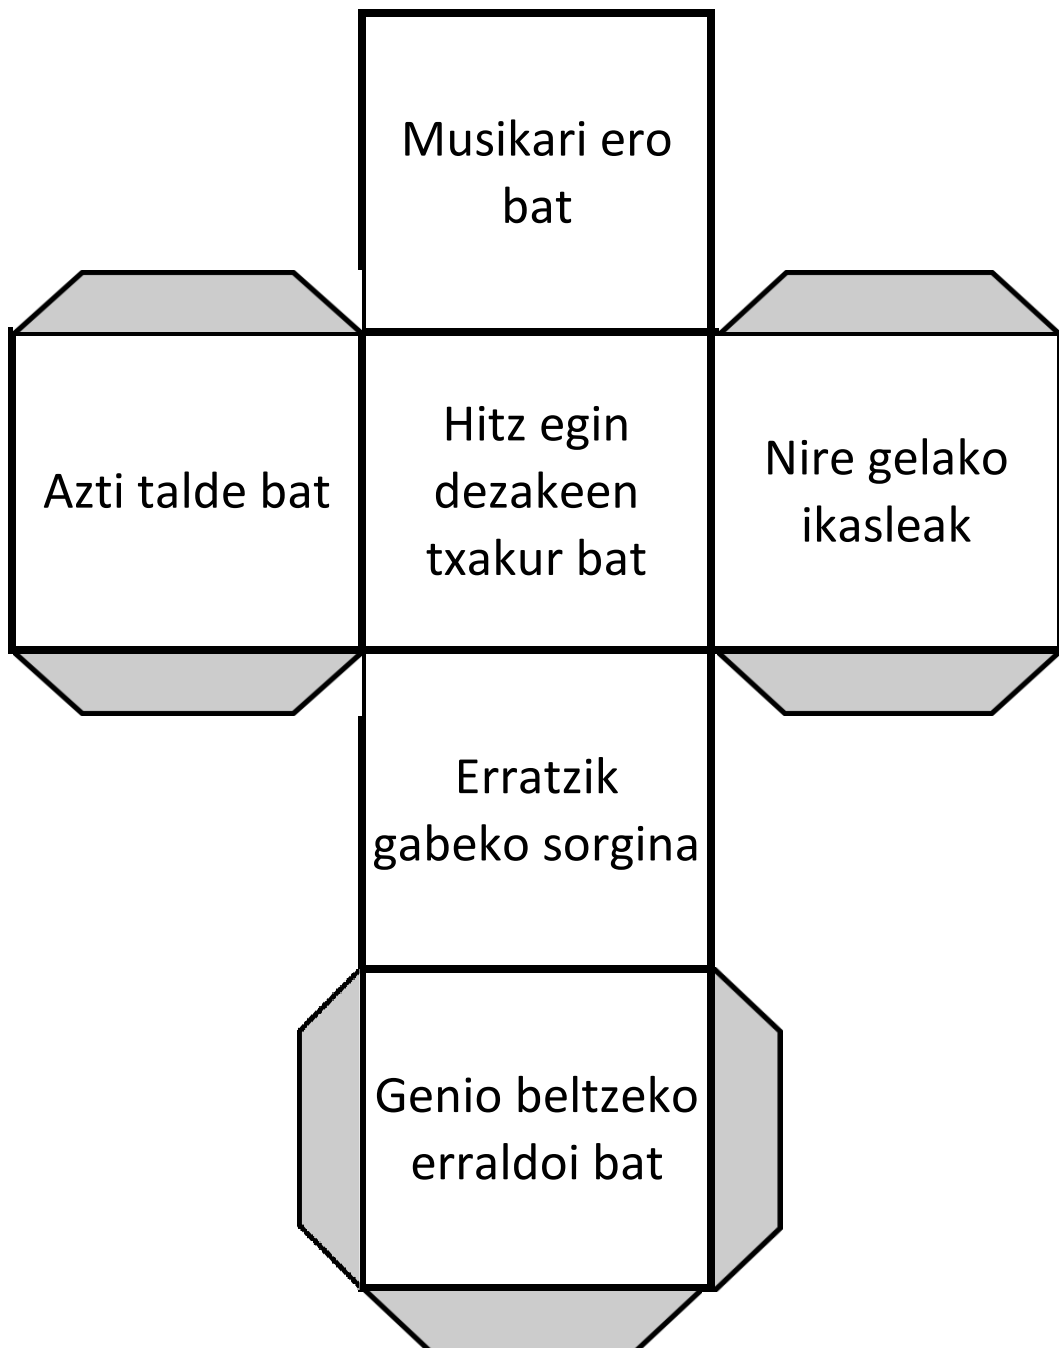 Musikari ero
bat
Azti talde bat
Hitz egin
dezakeen
txakur bat
Nire gelako
ikasleak
Erratzik
gabeko sorgina
Genio beltzeko
erraldoi bat